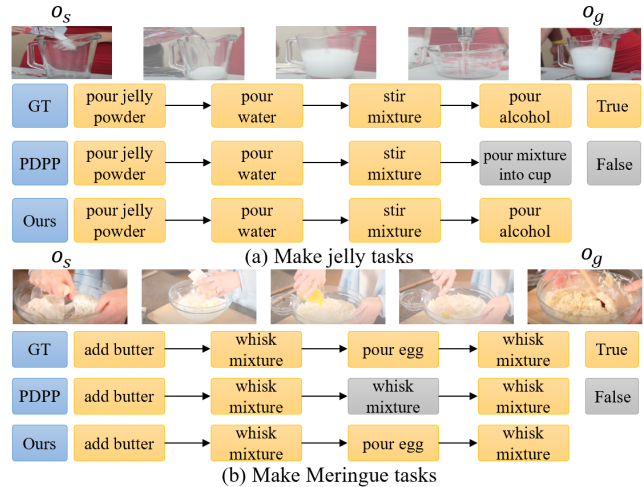 oₛ o_g
GT pour jelly powder pour water stir mixture pour alcohol True
PDPP pour jelly powder pour water stir mixture pour mixture into cup False
Ours pour jelly powder pour water stir mixture pour alcohol
(a) Make jelly tasks
oₛ o_g
GT add butter whisk mixture pour egg whisk mixture True
PDPP add butter whisk mixture whisk mixture whisk mixture False
Ours add butter whisk mixture pour egg whisk mixture
(b) Make Meringue tasks